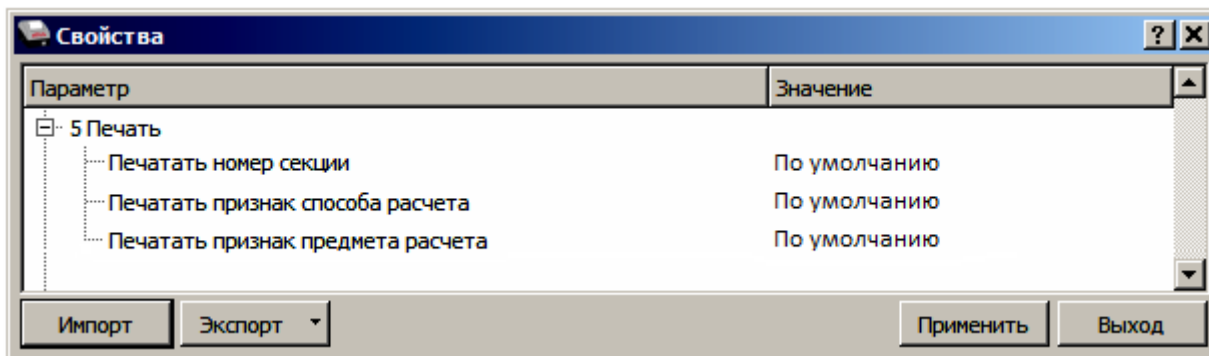 Свойства
Параметр Значение
5 Печать
Печатать номер секции По умолчанию
Печатать признак способа расчета По умолчанию
Печатать признак предмета расчета По умолчанию
Импорт Экспорт Применить Выход